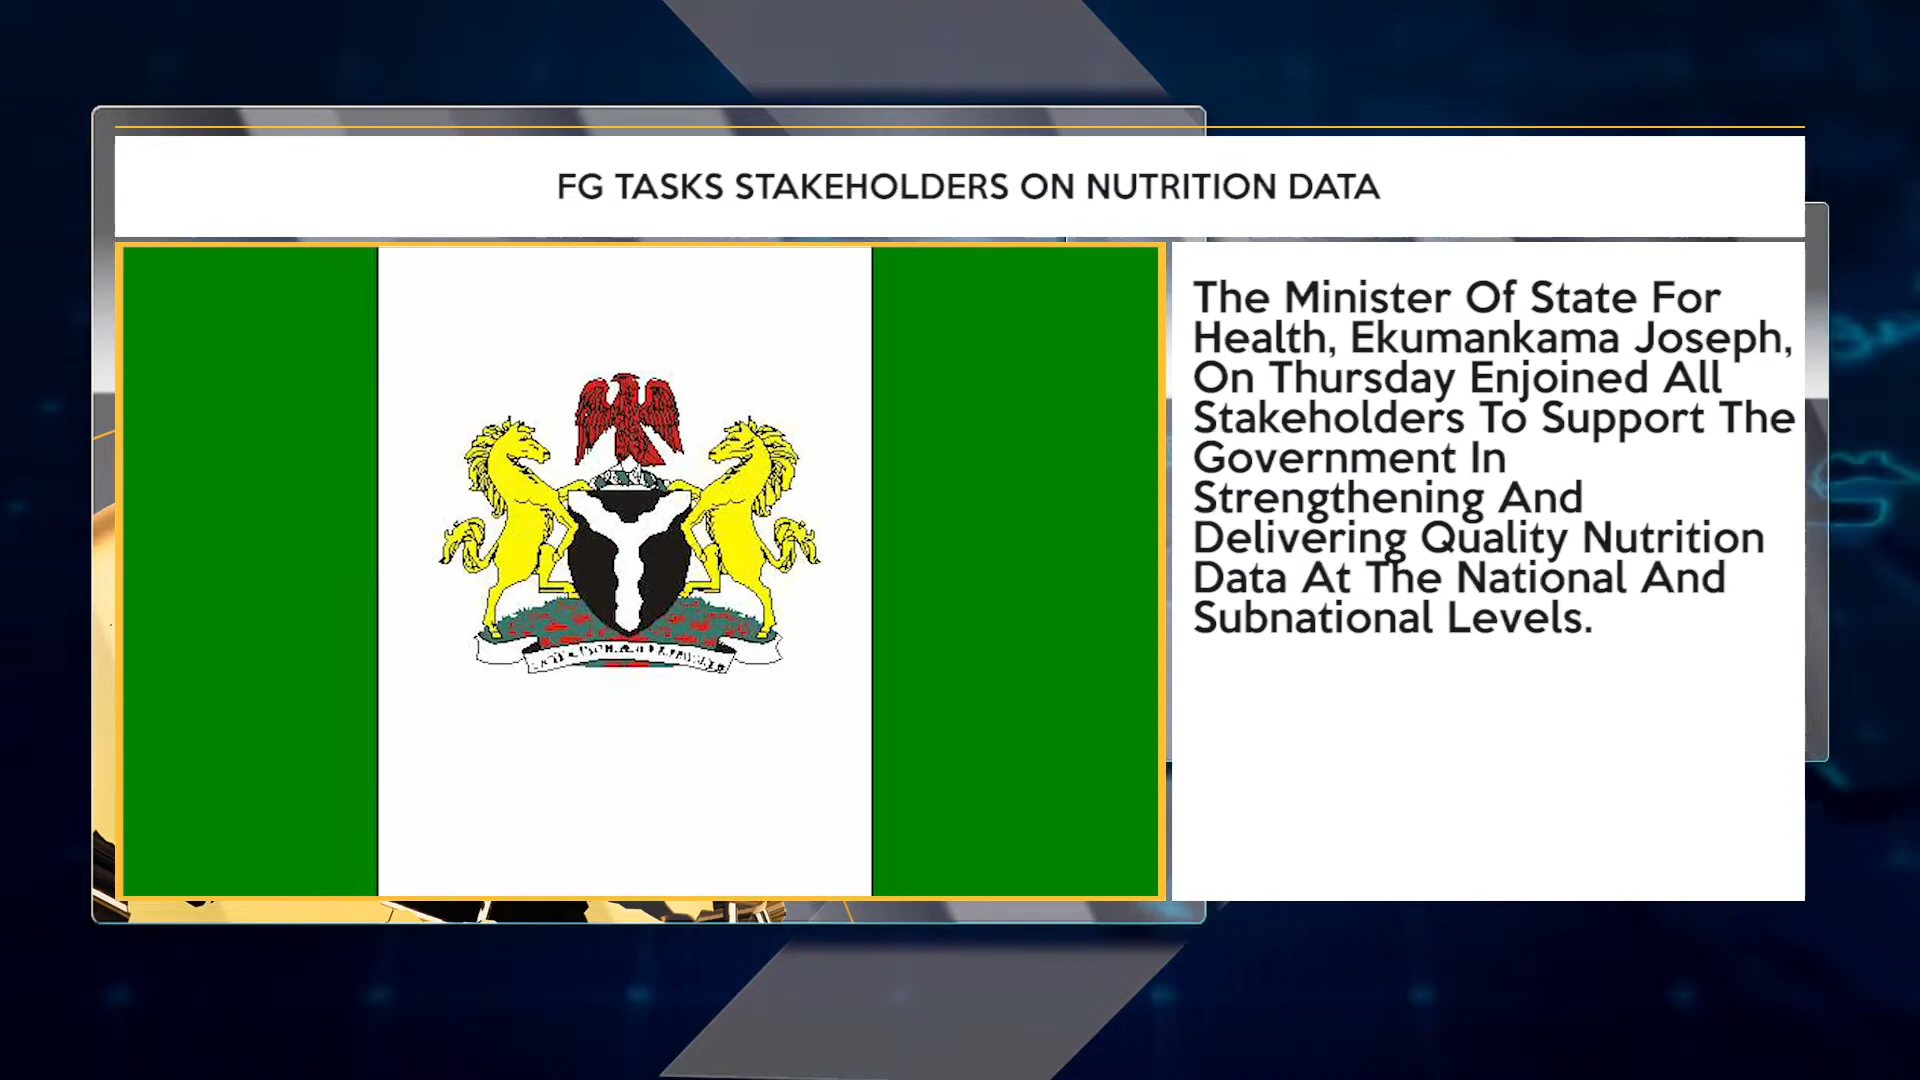 FG TASKS STAKEHOLDERS ON NUTRITION DATA
The Minister Of State For
Health, Ekumankama Joseph,
On Thursday Enjoined All
Stakeholders To Support The
Government In
Strengthening And
Delivering Quality Nutrition
Data At The National And
Subnational Levels.